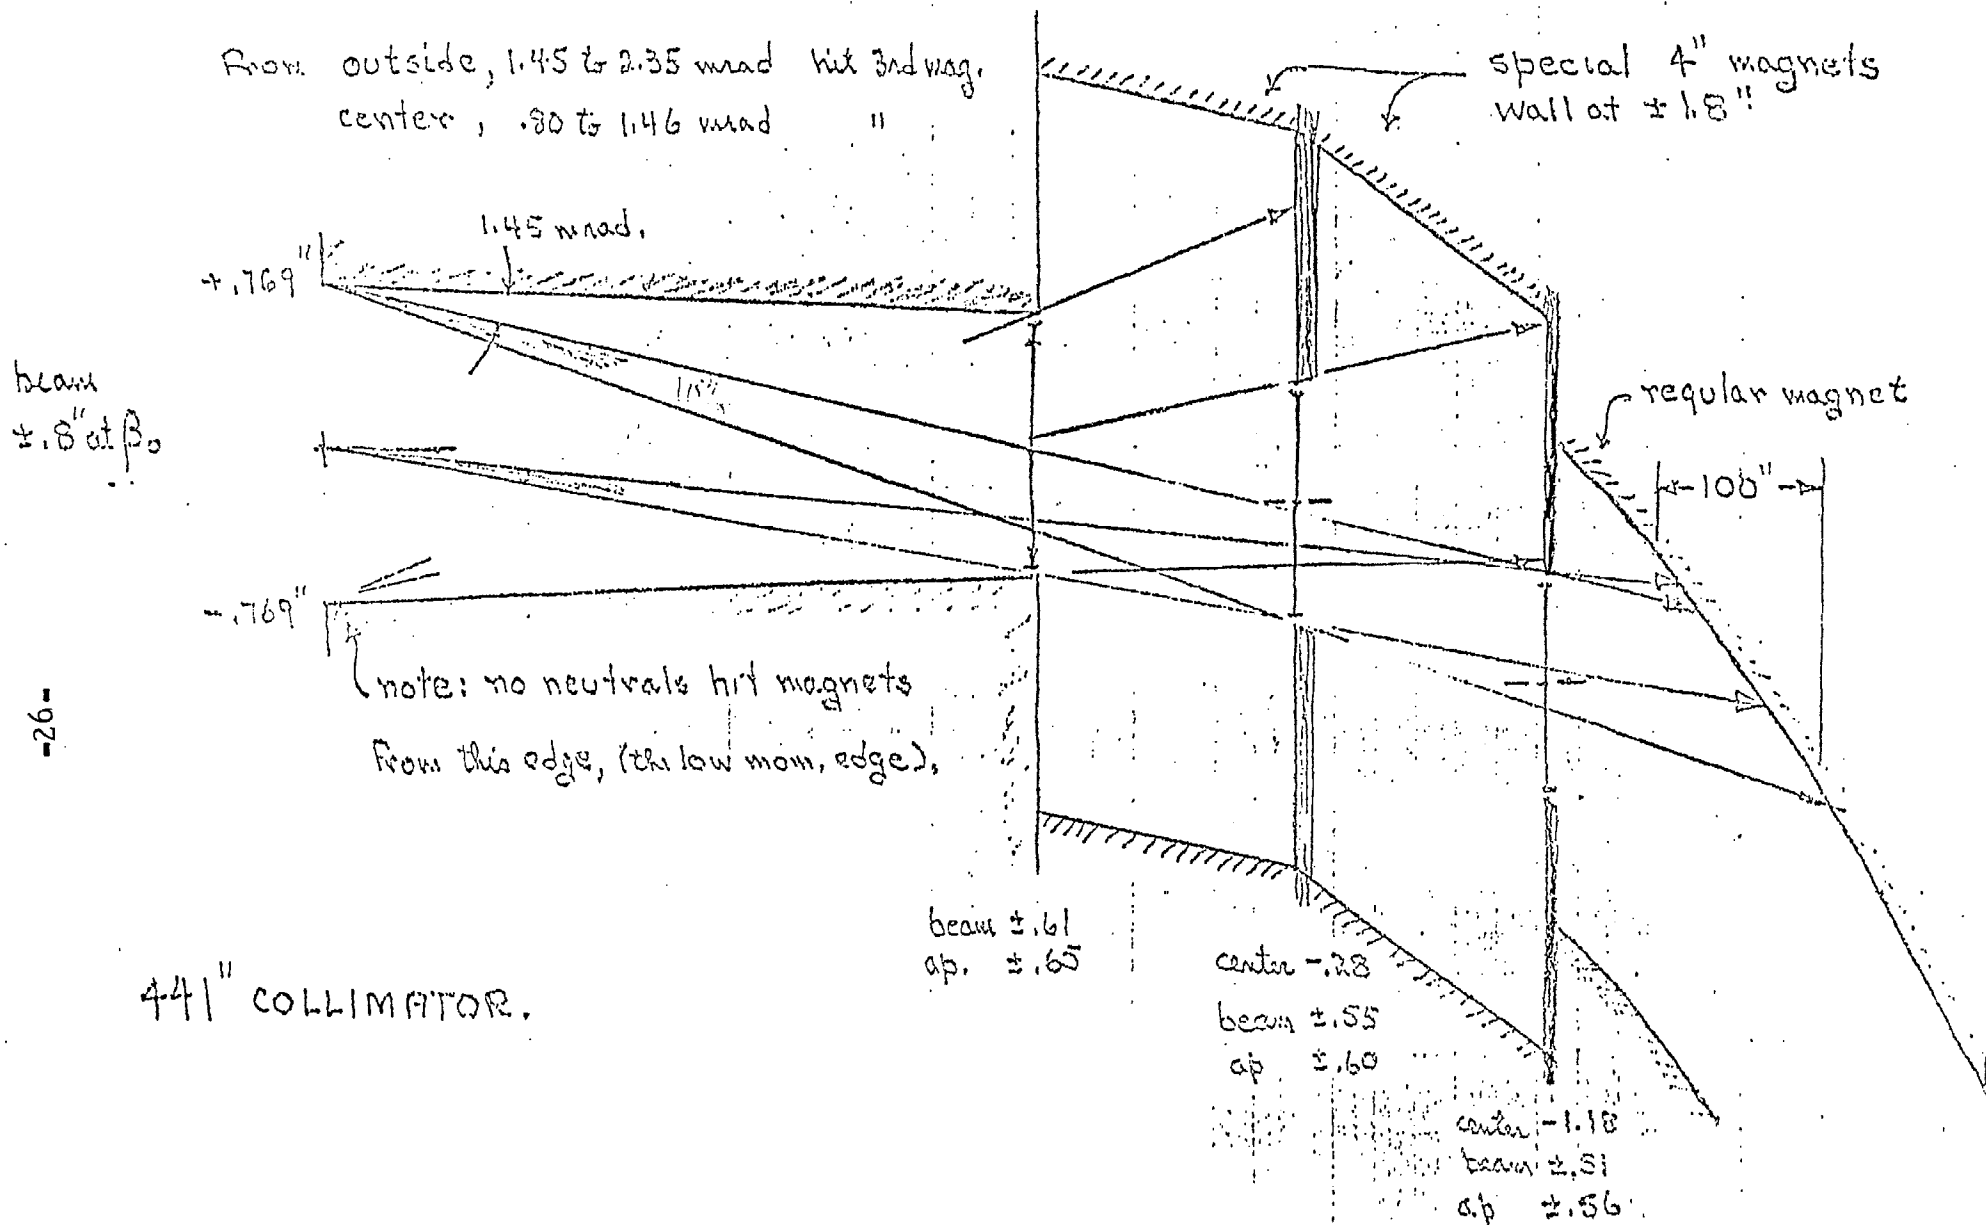 From outside, 1.45 to 2.35 mrad hit 3rd mag.
center, .80 to 1.46 mrad "
special 4" magnets
wall at ± 1.8"
1.45 mrad.
+.769"
beam
±.8" at β₀
regular magnet
100"
-.769"
note: no neutrals hit magnets
From this edge, (the low mom. edge).
-26-
beam ±.61
ap. ±.65
center -.28
beam ±.55
ap ±.60
441" COLLIMATOR.
center -1.18
beam ±.51
ap ±.56